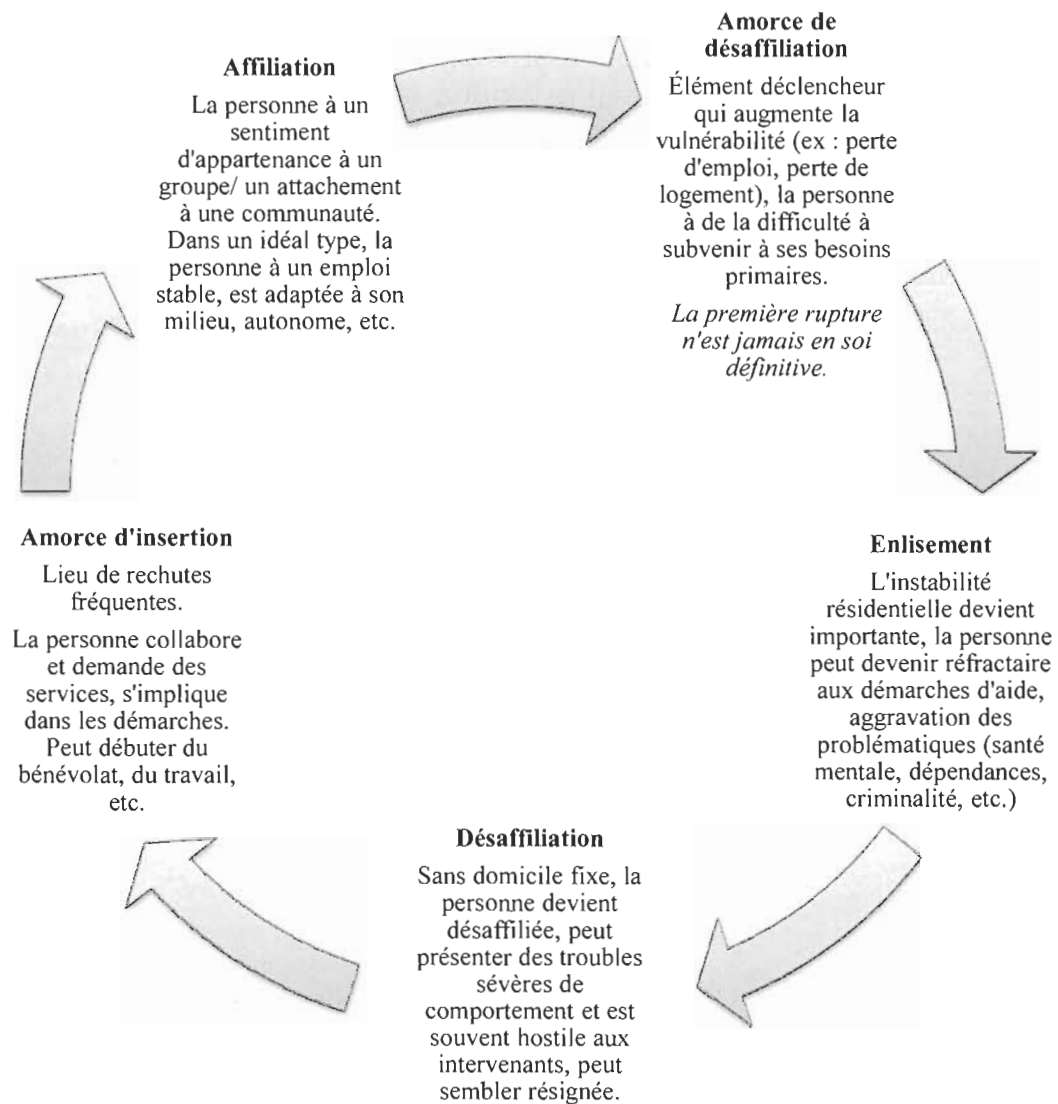 Affiliation
La personne à un
sentiment
d'appartenance à un
groupe/ un attachement
à une communauté.
Dans un idéal type, la
personne à un emploi
stable, est adaptée à son
milieu, autonome, etc.
Amorce de
désaffiliation
Élément déclencheur
qui augmente la
vulnérabilité (ex : perte
d'emploi, perte de
logement), la personne
à de la difficulté à
subvenir à ses besoins
primaires.
La première rupture
n'est jamais en soi
définitive.
Enlisement
L'instabilité
résidentielle devient
importante, la personne
peut devenir réfractaire
aux démarches d'aide,
aggravation des
problématiques (santé
mentale, dépendances,
criminalité, etc.)
Désaffiliation
Sans domicile fixe, la
personne devient
désaffiliée, peut
présenter des troubles
sévères de
comportement et est
souvent hostile aux
intervenants, peut
sembler résignée.
Amorce d'insertion
Lieu de rechutes
fréquentes.
La personne collabore
et demande des
services, s'implique
dans les démarches.
Peut débuter du
bénévolat, du travail,
etc.